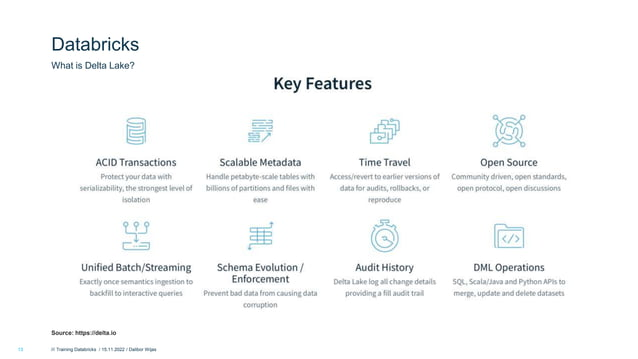 Databricks
What is Delta Lake?
Key Features
ACID Transactions
Protect your data with
serializability, the strongest level of
isolation
Scalable Metadata
Handle petabyte-scale tables with
billions of partitions and files with
ease
Time Travel
Access/revert to earlier versions of
data for audits, rollbacks, or
reproduce
Open Source
Community driven, open standards,
open protocol, open discussions
Unified Batch/Streaming
Exactly once semantics ingestion to
backfill to interactive queries
Schema Evolution /
Enforcement
Prevent bad data from causing data
corruption
Audit History
Delta Lake log all change details
providing a fill audit trail
DML Operations
SQL, Scala/Java and Python APIs to
merge, update and delete datasets
Source: https://delta.io
/// Training Databricks / 15.11.2022 / Dalibor Wijas